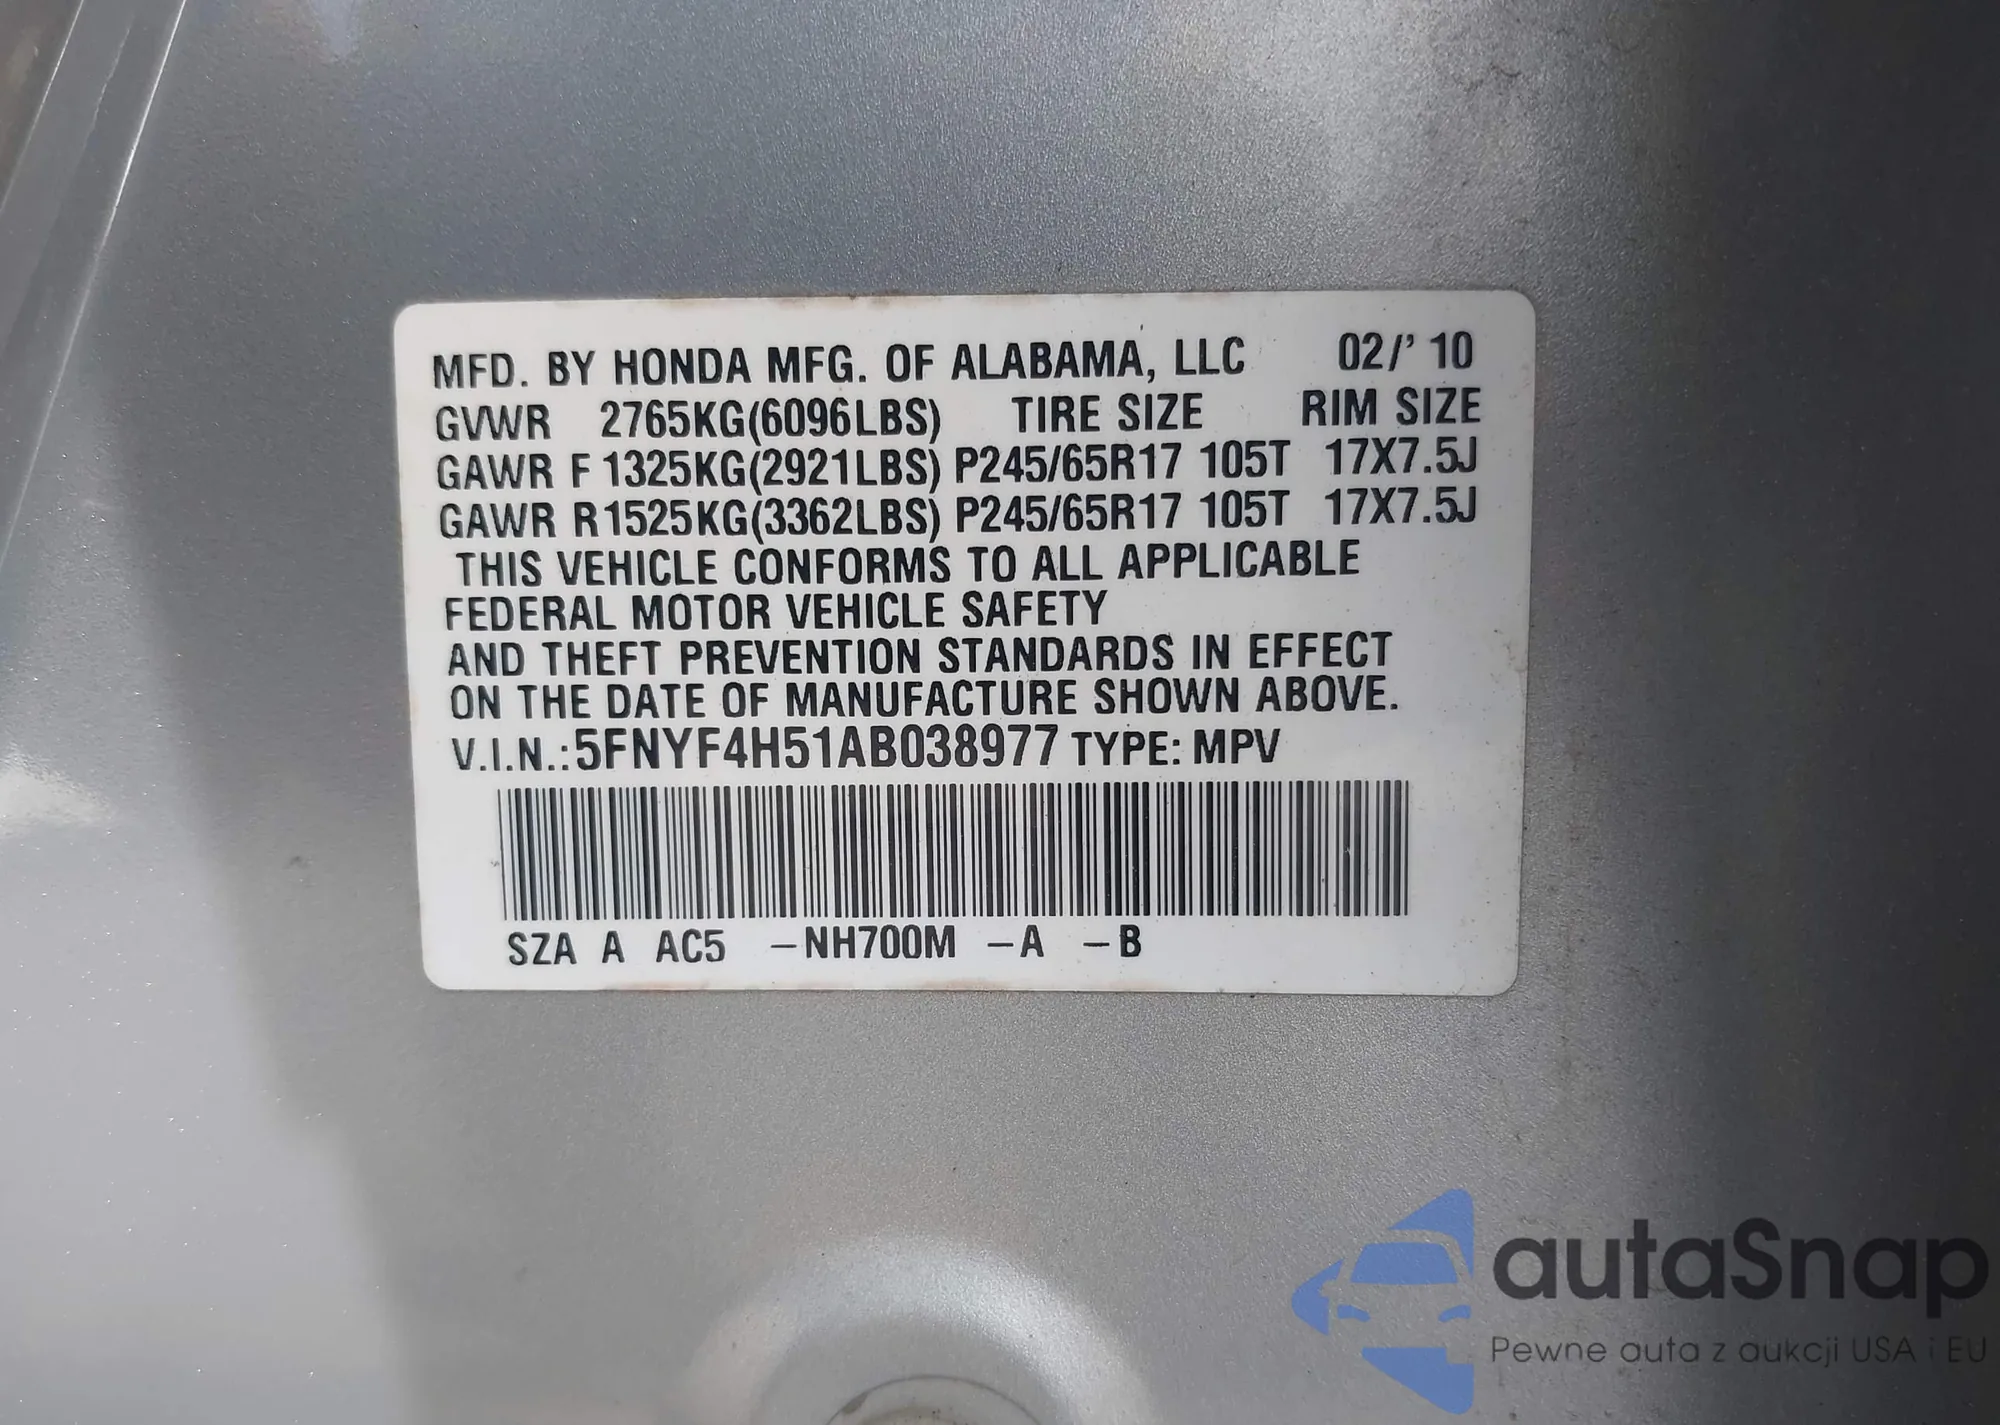 MFD. BY HONDA MFG. OF ALABAMA, LLC 02/' 10
GVWR 2765KG(6096LBS) TIRE SIZE RIM SIZE
GAWR F 1325KG(2921LBS) P245/65R17 105T 17X7.5J
GAWR R1525KG(3362LBS) P245/65R17 105T 17X7.5J
THIS VEHICLE CONFORMS TO ALL APPLICABLE
FEDERAL MOTOR VEHICLE SAFETY
AND THEFT PREVENTION STANDARDS IN EFFECT
ON THE DATE OF MANUFACTURE SHOWN ABOVE.
V.I.N.:5FNYF4H51AB038977 TYPE: MPV
SZA A AC5 -NH700M -A -B
autaSnap
Pewne auta z aukcji USA i EU